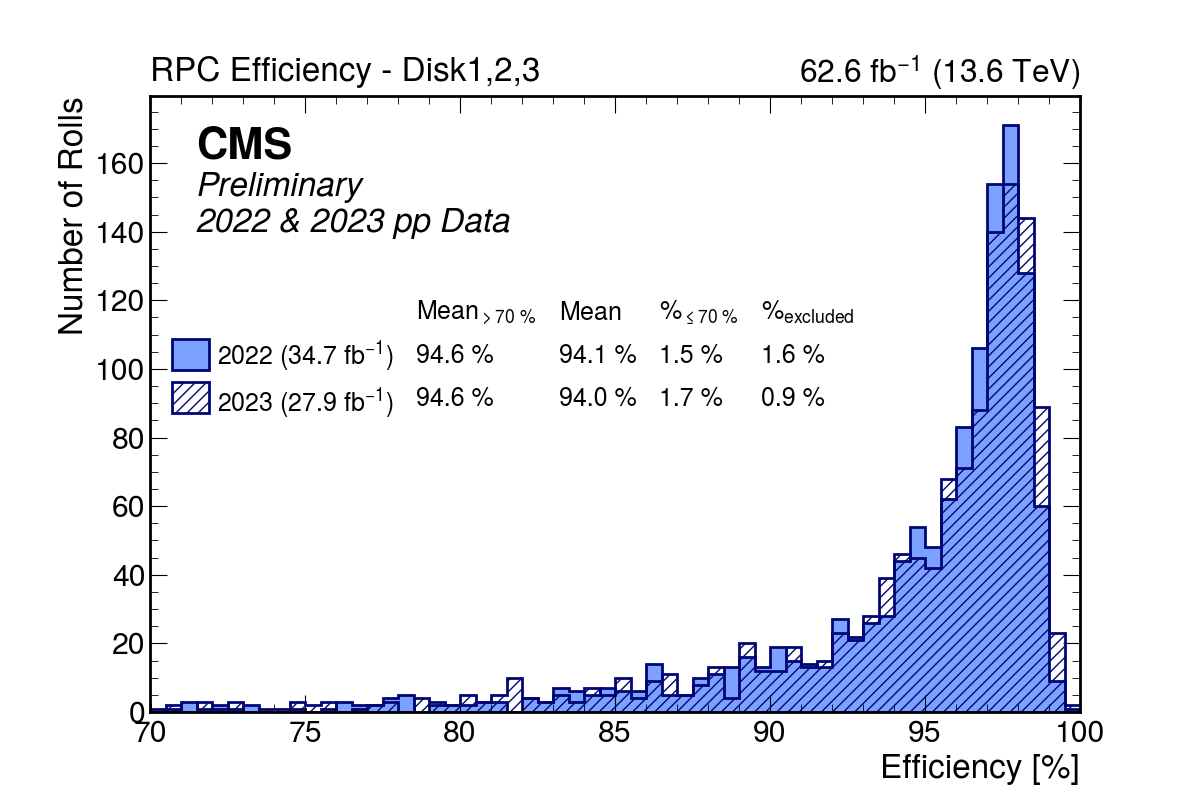 RPC Efficiency - Disk1,2,3 62.6 fb⁻¹ (13.6 TeV)
Number of Rolls
CMS
Preliminary
2022 & 2023 pp Data
Mean > 70 % Mean % ≤ 70 % %excluded
2022 (34.7 fb⁻¹) 94.6 % 94.1 % 1.5 % 1.6 %
2023 (27.9 fb⁻¹) 94.6 % 94.0 % 1.7 % 0.9 %
160
140
120
100
80
60
40
20
0
70 75 80 85 90 95 100
Efficiency [%]